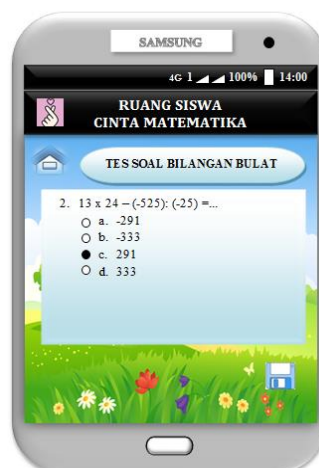 SAMSUNG
4G 1 100% 14:00
RUANG SISWA
CINTA MATEMATIKA
TES SOAL BILANGAN BULAT
2. 13 x 24 – (-525): (-25) =...
a. -291
b. -333
c. 291
d. 333